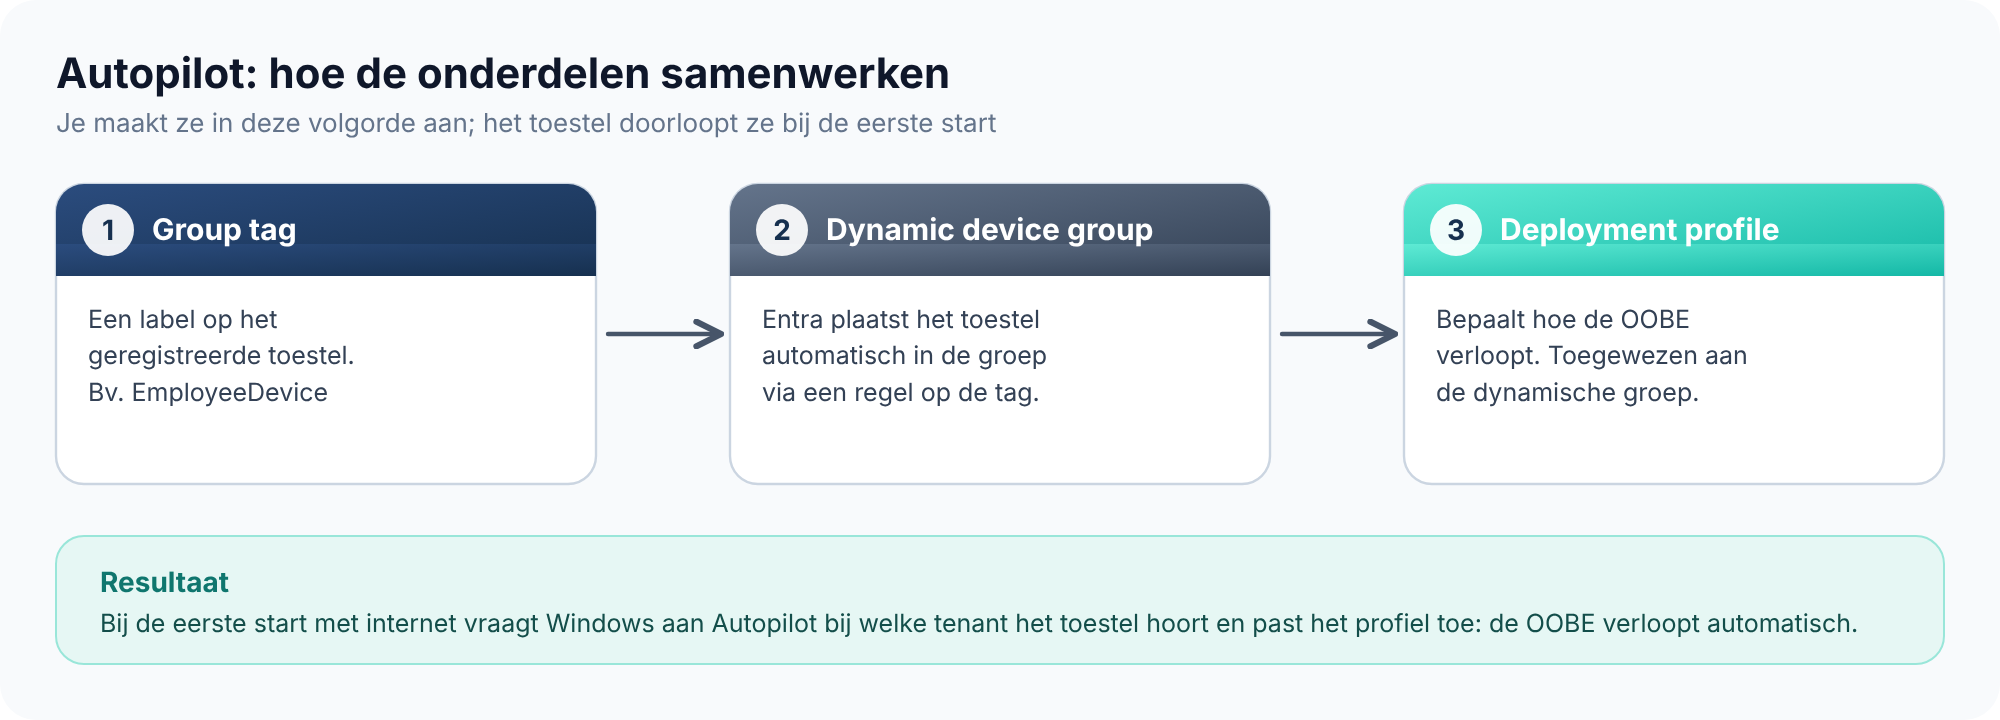 Autopilot: hoe de onderdelen samenwerken
Je maakt ze in deze volgorde aan; het toestel doorloopt ze bij de eerste start
1 Group tag
Een label op het
geregistreerde toestel.
Bv. EmployeeDevice
2 Dynamic device group
Entra plaatst het toestel
automatisch in de groep
via een regel op de tag.
3 Deployment profile
Bepaalt hoe de OOBE
verloopt. Toegewezen aan
de dynamische groep.
Resultaat
Bij de eerste start met internet vraagt Windows aan Autopilot bij welke tenant het toestel hoort en past het profiel toe: de OOBE verloopt automatisch.